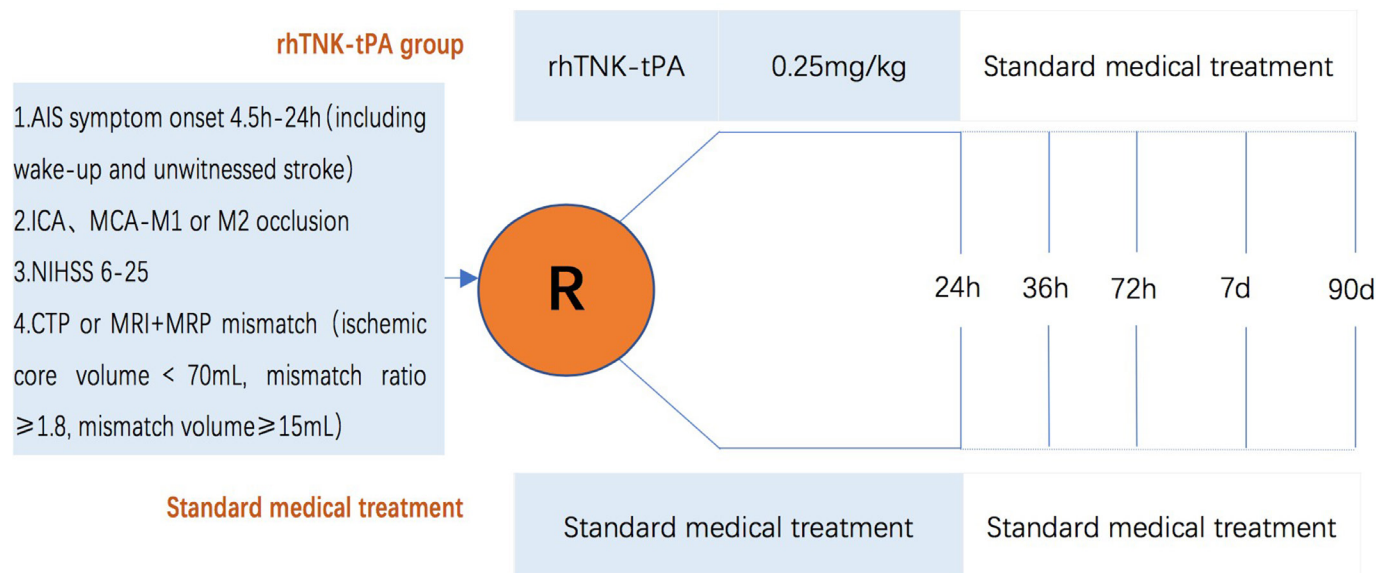 rhTNK-tPA group
rhTNK-tPA
0.25mg/kg
Standard medical treatment
1.AIS symptom onset 4.5h-24h(including
wake-up and unwitnessed stroke)
2.ICA、MCA-M1 or M2 occlusion
3.NIHSS 6-25
4.CTP or MRI+MRP mismatch (ischemic
core volume < 70mL, mismatch ratio
≥1.8, mismatch volume≥15mL)
R
24h
36h
72h
7d
90d
Standard medical treatment
Standard medical treatment
Standard medical treatment